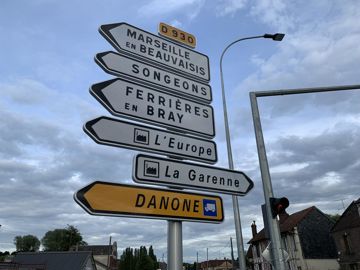 D 930
MARSEILLE
EN BEAUVAISIS
SONGEONS
FERRIÈRES
EN BRAY
L'Europe
La Garenne
DANONE